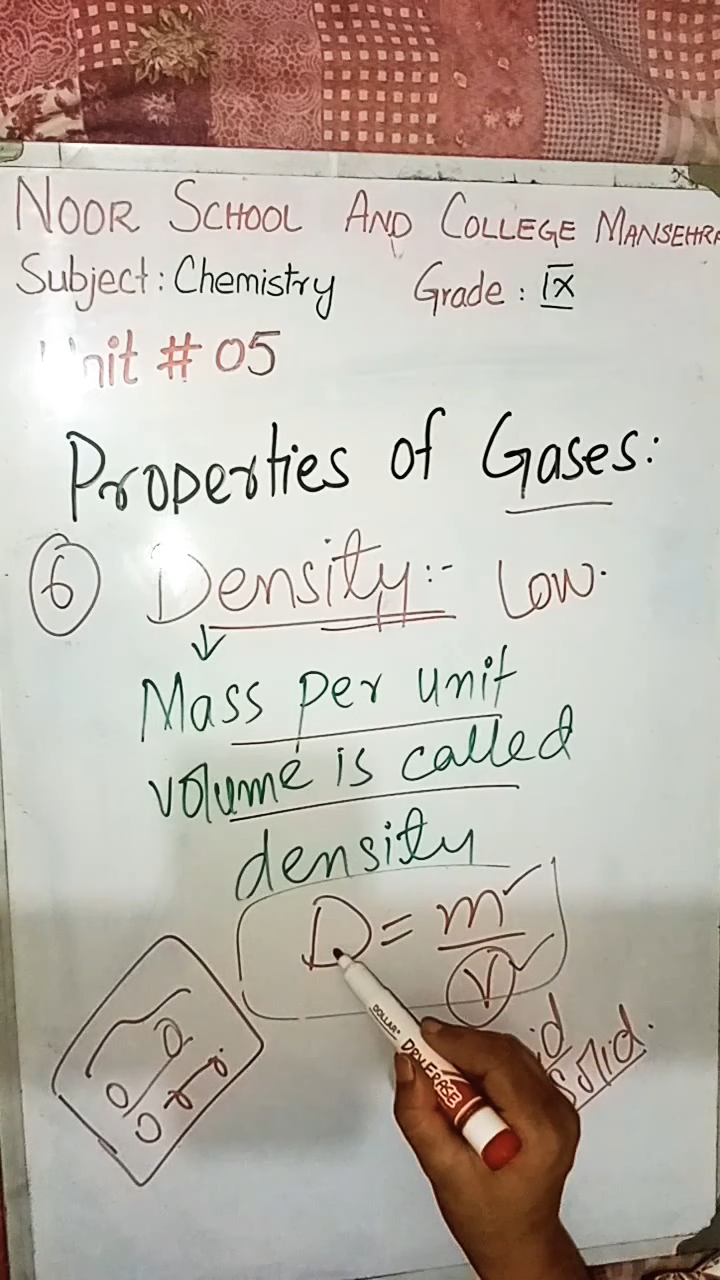 NOOR SCHOOL AND COLLEGE MANSEHRA
Subject: Chemistry Grade: IX
Unit # 05
Properties of Gases:
6 Density:- Low.
Mass per unit
volume is called
density
D = m
v
solid.
DOLLAR DRY ERASE